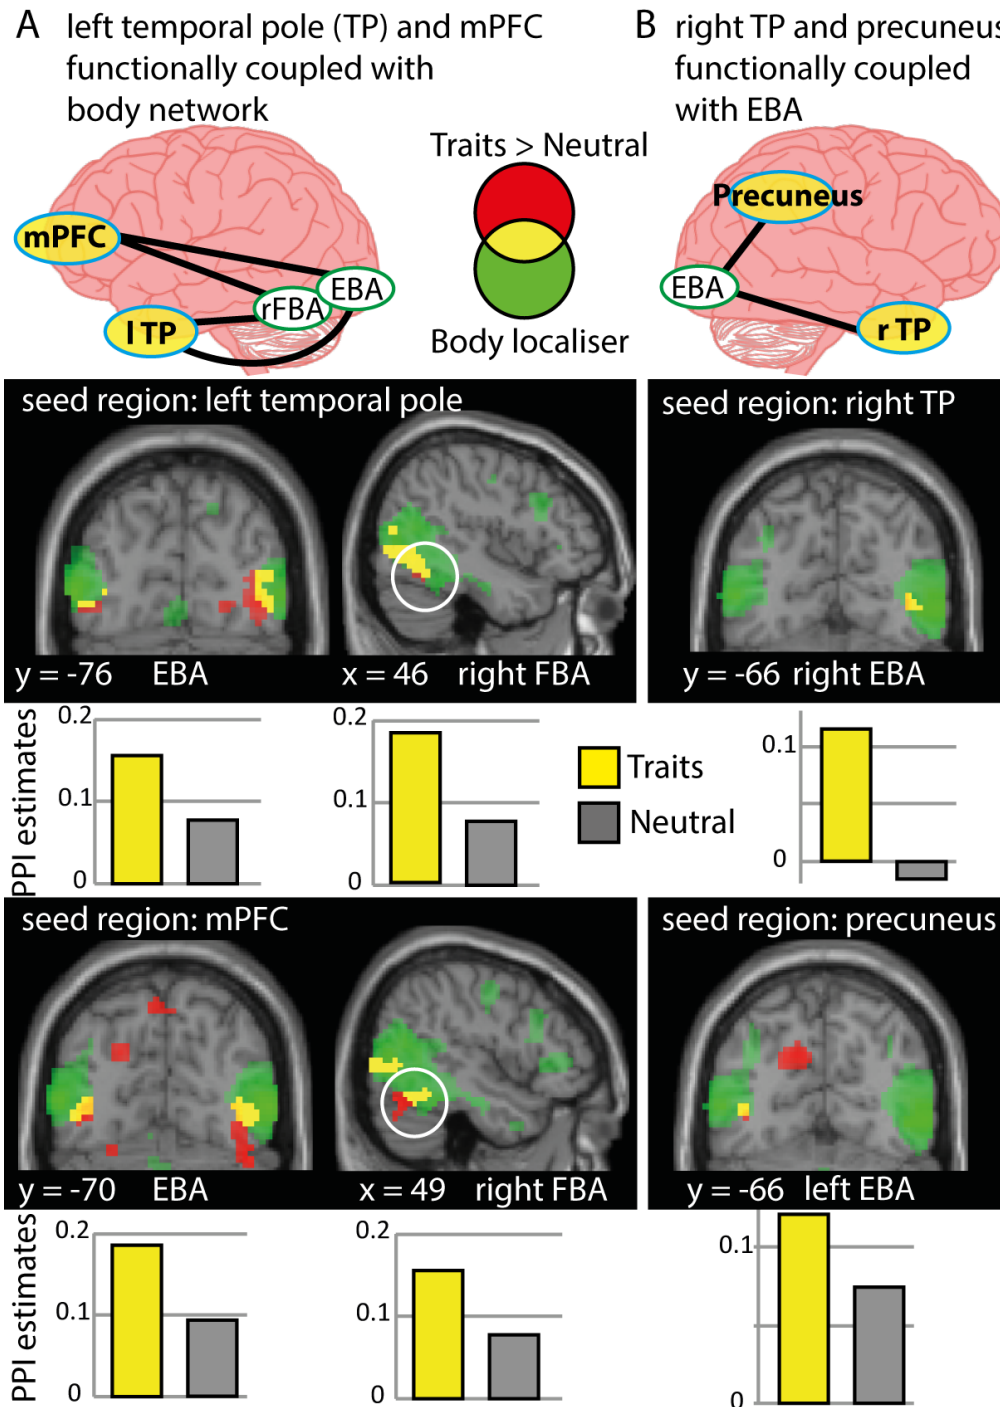 A left temporal pole (TP) and mPFC
functionally coupled with
body network
B right TP and precuneus
functionally coupled
with EBA
Traits > Neutral
Body localiser
mPFC
l TP
rFBA
EBA
Precuneus
EBA
r TP
seed region: left temporal pole
y = -76 EBA
x = 46 right FBA
seed region: right TP
y = -66 right EBA
PPI estimates
0.2
0.1
0
0.2
0.1
0
Traits
Neutral
0.1
0
seed region: mPFC
y = -70 EBA
x = 49 right FBA
seed region: precuneus
y = -66 left EBA
PPI estimates
0.2
0.1
0
0.2
0.1
0
0.1
0